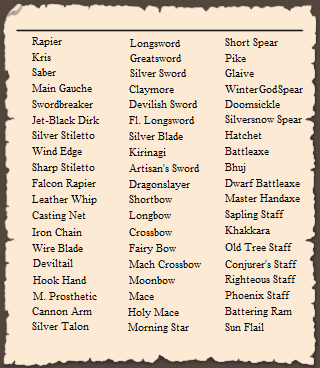 Rapier Longsword Short Spear
Kris Greatsword Pike
Saber Silver Sword Glaive
Main Gauche Claymore WinterGodSpear
Swordbreaker Devilish Sword Doomsickle
Jet-Black Dirk Fl. Longsword Silversnow Spear
Silver Stiletto Silver Blade Hatchet
Wind Edge Kirinagi Battleaxe
Sharp Stiletto Artisan's Sword Bhuj
Falcon Rapier Dragonslayer Dwarf Battleaxe
Leather Whip Shortbow Master Handaxe
Casting Net Longbow Sapling Staff
Iron Chain Crossbow Khakkara
Wire Blade Fairy Bow Old Tree Staff
Deviltail Mach Crossbow Conjurer's Staff
Hook Hand Moonbow Righteous Staff
M. Prosthetic Mace Phoenix Staff
Cannon Arm Holy Mace Battering Ram
Silver Talon Morning Star Sun Flail